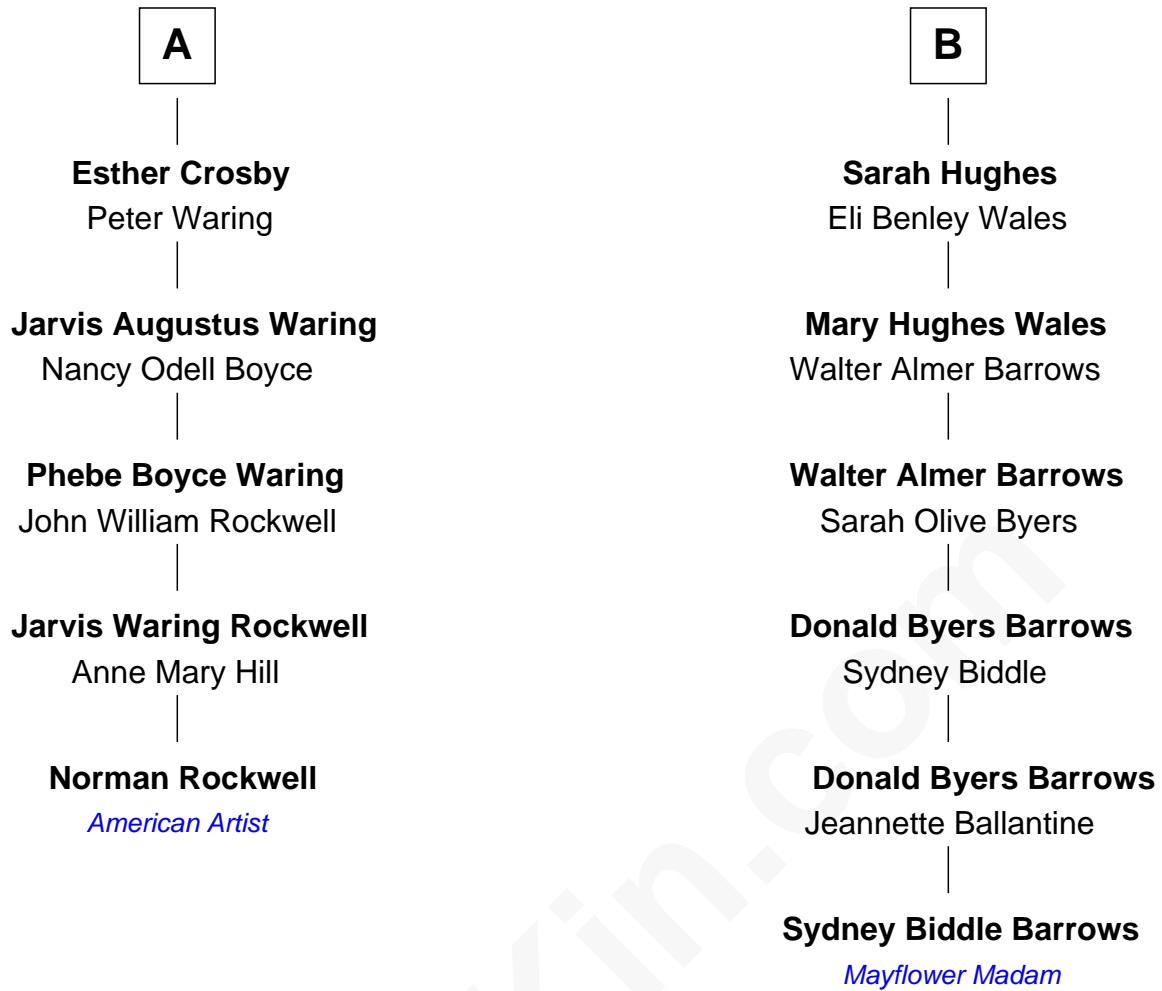 A
Esther Crosby
Peter Waring
Jarvis Augustus Waring
Nancy Odell Boyce
Phebe Boyce Waring
John William Rockwell
Jarvis Waring Rockwell
Anne Mary Hill
Norman Rockwell
American Artist
B
Sarah Hughes
Eli Benley Wales
Mary Hughes Wales
Walter Almer Barrows
Walter Almer Barrows
Sarah Olive Byers
Donald Byers Barrows
Sydney Biddle
Donald Byers Barrows
Jeannette Ballantine
Sydney Biddle Barrows
Mayflower Madam
Kin.com